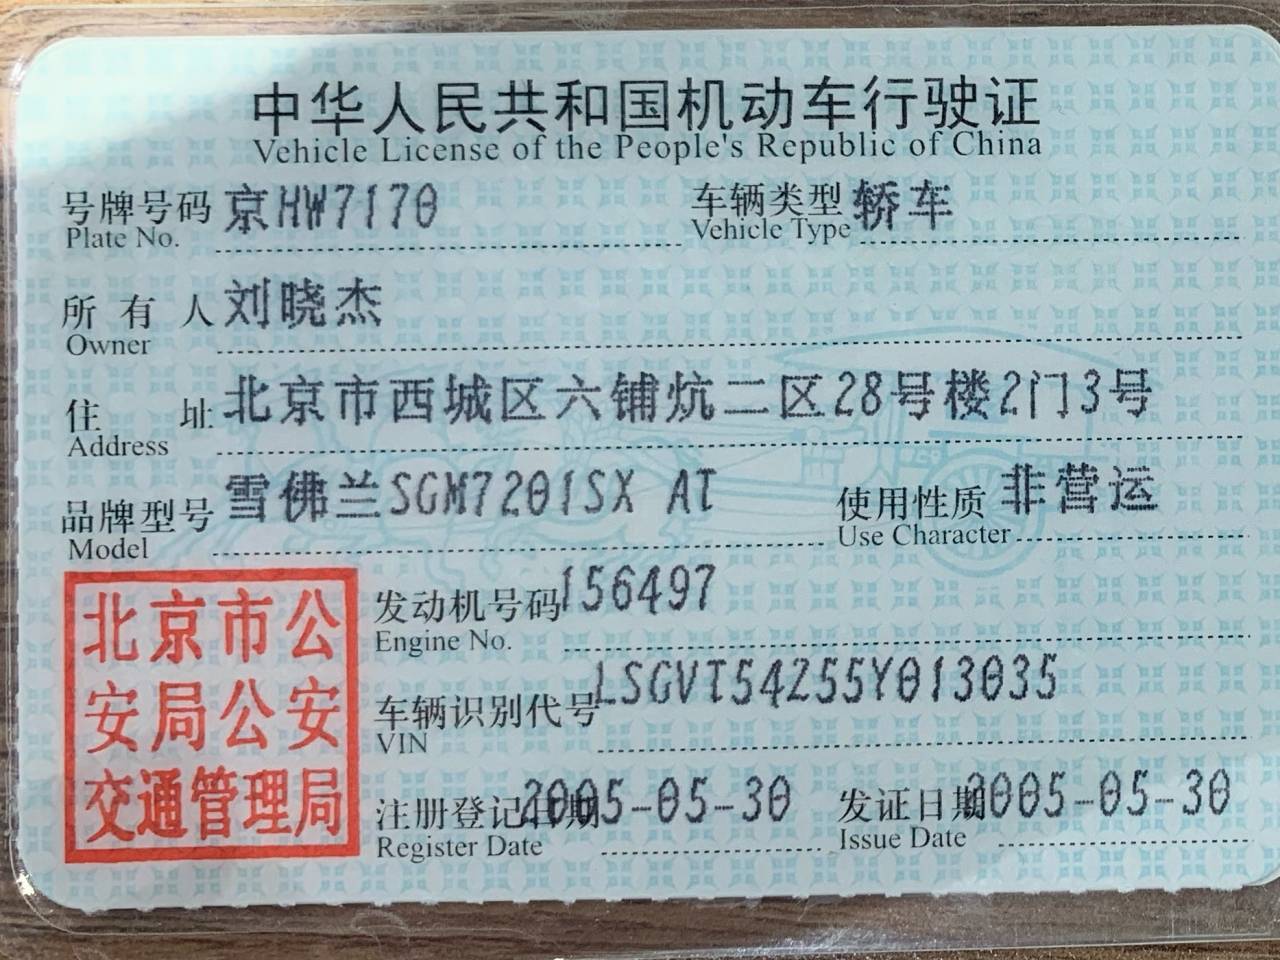 中华人民共和国机动车行驶证
Vehicle License of the People's Republic of China
号牌号码 京HW7170 车辆类型 轿车
Plate No. Vehicle Type
所有人 刘晓杰
Owner
住址 北京市西城区六铺炕二区28号楼2门3号
Address
品牌型号 雪佛兰SGM7201SX AT 使用性质 非营运
Model Use Character
发动机号码 156497
Engine No.
车辆识别代号 LSGVT54Z55Y013035
VIN
注册登记日期 2005-05-30 发证日期 2005-05-30
Register Date Issue Date
北京市公
安局公安
交通管理局